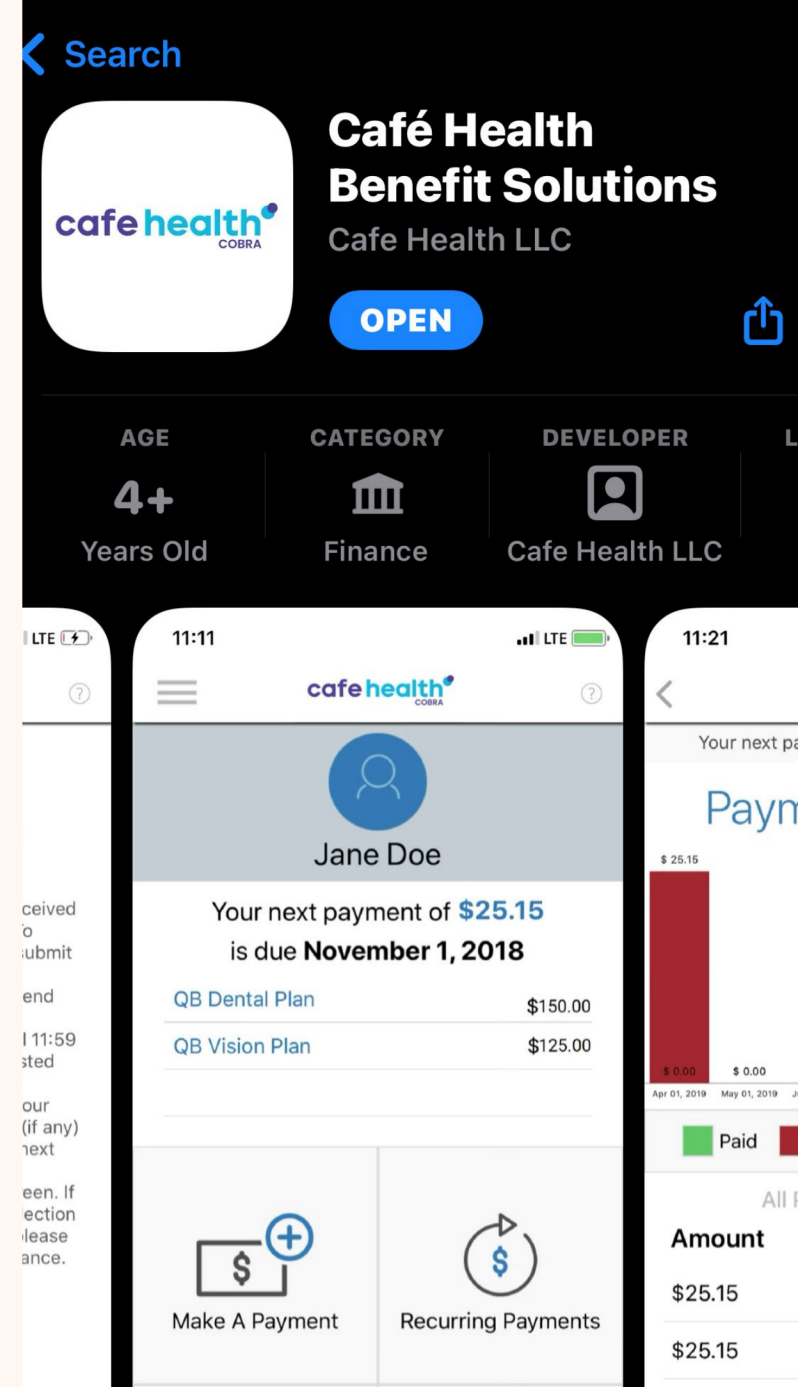 Search
cafe health
COBRA
Café Health
Benefit Solutions
Cafe Health LLC
OPEN
AGE
4+
Years Old
CATEGORY
Finance
DEVELOPER
Cafe Health LLC
L
LTE
?
ceived
o
submit
end
11:59
sted
our
(if any)
next
een. If
ection
lease
ance.
11:11
LTE
cafe health
COBRA
?
Jane Doe
Your next payment of $25.15
is due November 1, 2018
QB Dental Plan $150.00
QB Vision Plan $125.00
$
Make A Payment
$
Recurring Payments
11:21
Your next pa
Paym
$ 25.15
$ 0.00 $ 0.00
Apr 01, 2019 May 01, 2019
Paid
All
Amount
$25.15
$25.15